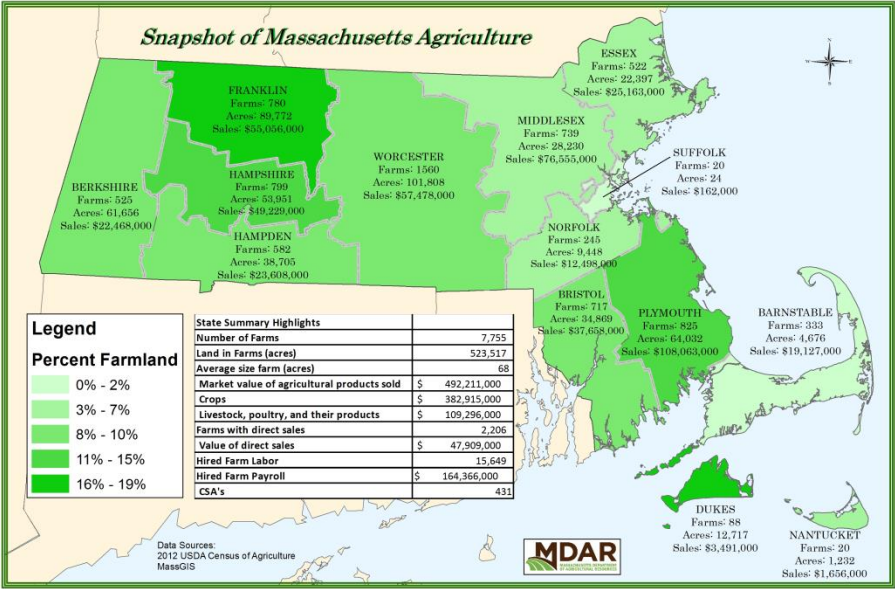 Snapshot of Massachusetts Agriculture
N
W E
S
ESSEX
Farms: 522
Acres: 22,397
Sales: $25,163,000
FRANKLIN
Farms: 780
Acres: 89,772
Sales: $55,056,000
MIDDLESEX
Farms: 739
Acres: 28,230
Sales: $76,555,000
SUFFOLK
Farms: 20
Acres: 24
Sales: $162,000
WORCESTER
Farms: 1560
Acres: 101,808
Sales: $57,478,000
HAMPSHIRE
Farms: 799
Acres: 53,951
Sales: $49,229,000
BERKSHIRE
Farms: 525
Acres: 61,656
Sales: $22,468,000
HAMPDEN
Farms: 582
Acres: 38,705
Sales: $23,608,000
NORFOLK
Farms: 245
Acres: 9,448
Sales: $12,498,000
BRISTOL
Farms: 717
Acres: 34,869
Sales: $37,658,000
PLYMOUTH
Farms: 825
Acres: 64,032
Sales: $108,063,000
BARNSTABLE
Farms: 333
Acres: 4,676
Sales: $19,127,000
Legend
Percent Farmland
0% - 2%
3% - 7%
8% - 10%
11% - 15%
16% - 19%
State Summary Highlights
Number of Farms 7,755
Land in Farms (acres) 523,517
Average size farm (acres) 68
Market value of agricultural products sold $ 492,211,000
Crops $ 382,915,000
Livestock, poultry, and their products $ 109,296,000
Farms with direct sales 2,206
Value of direct sales $ 47,909,000
Hired Farm Labor 15,649
Hired Farm Payroll $ 164,366,000
CSA's 431
DUKES
Farms: 88
Acres: 12,717
Sales: $3,491,000
NANTUCKET
Farms: 20
Acres: 1,232
Sales: $1,656,000
Data Sources:
2012 USDA Census of Agriculture
MassGIS
MDAR
MASSACHUSETTS DEPARTMENT
OF AGRICULTURAL RESOURCES